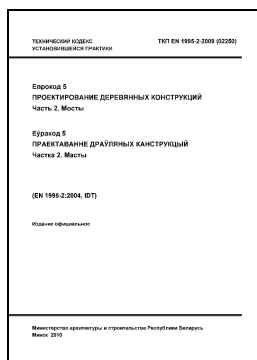 ТЕХНИЧЕСКИЙ КОДЕКС
УСТАНОВИВШЕЙСЯ ПРАКТИКИ
ТКП EN 1995-2-2009 (02250)
Еврокод 5
ПРОЕКТИРОВАНИЕ ДЕРЕВЯННЫХ КОНСТРУКЦИЙ
Часть 2. Мосты
Еўракод 5
ПРАЕКТАВАННЕ ДРАЎЛЯНЫХ КАНСТРУКЦЫЙ
Частка 2. Масты
(EN 1995-2:2004, IDT)
Издание официальное
Министерство архитектуры и строительства Республики Беларусь
Минск 2010